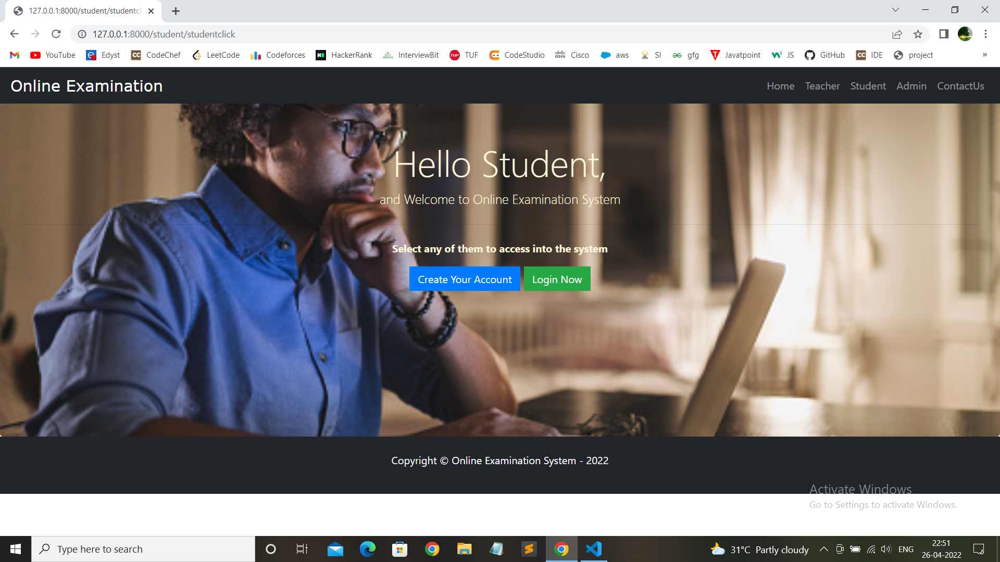 127.0.0.1:8000/student/studentcl
127.0.0.1:8000/student/studentclick
YouTube Edyst CodeChef LeetCode Codeforces HackerRank InterviewBit TUF CodeStudio Cisco aws SI gfg Javatpoint JS GitHub IDE project »
Online Examination Home Teacher Student Admin ContactUs
Hello Student,
and Welcome to Online Examination System
Select any of them to access into the system
Create Your Account Login Now
Copyright © Online Examination System - 2022
Activate Windows
Go to Settings to activate Windows.
Type here to search 31°C Partly cloudy ENG 22:51
26-04-2022